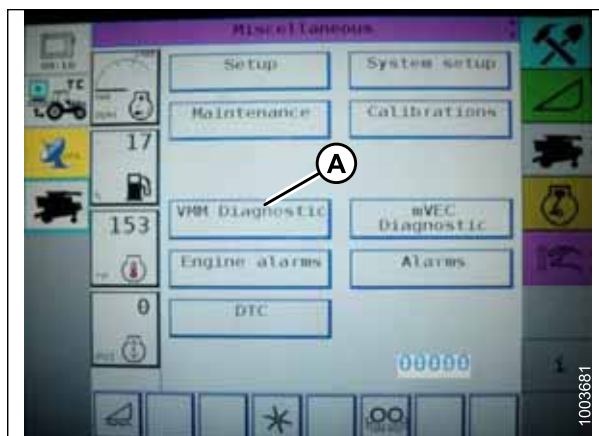 Miscellaneous
TC
Setup
System setup
Maintenance
Calibrations
17
A
153
VMM Diagnostic
mVEC
Diagnostic
Engine alarms
Alarms
0
DTC
00000
i
1003681